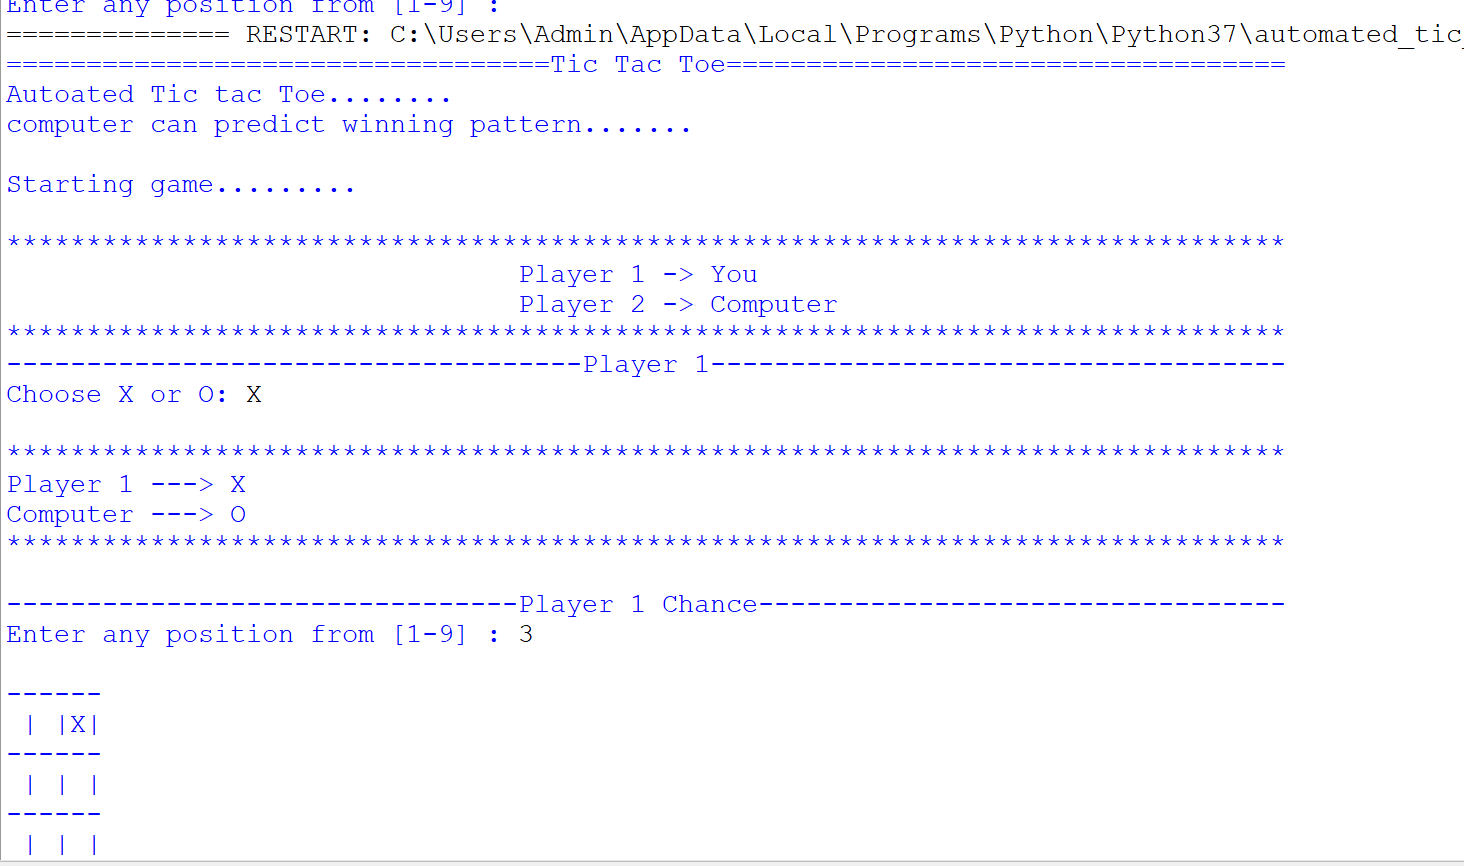 Enter any position from [1-9] :
============== RESTART: C:\Users\Admin\AppData\Local\Programs\Python\Python37\automated_tic_
==================================Tic Tac Toe===================================
Autoated Tic tac Toe........
computer can predict winning pattern.......
Starting game.........
********************************************************************************
Player 1 -> You
Player 2 -> Computer
********************************************************************************
------------------------------------Player 1------------------------------------
Choose X or O: X
********************************************************************************
Player 1 ---> X
Computer ---> O
********************************************************************************
--------------------------------Player 1 Chance---------------------------------
Enter any position from [1-9] : 3
------
 | |X|
------
 | | |
------
 | | |